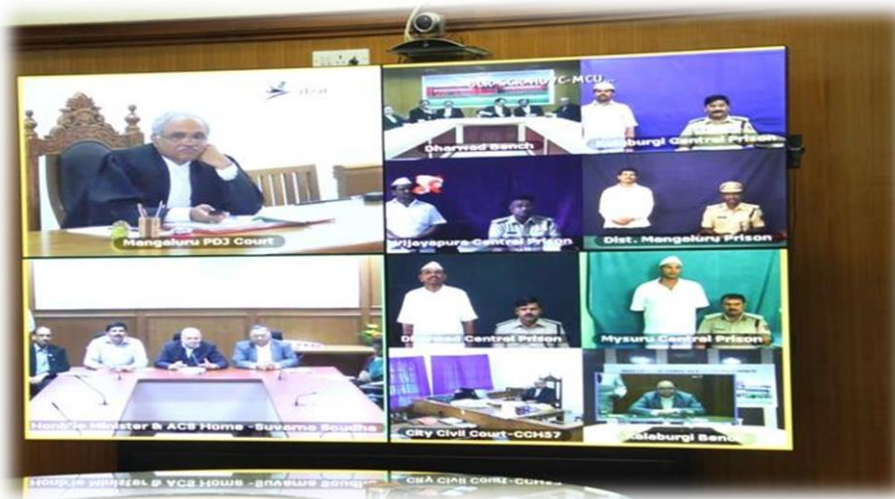 Mangaluru PDJ Court
Dharwad Bench
Kalaburgi Central Prison
Vijayapura Central Prison
Dist. Mangaluru Prison
Dharwad Central Prison
Mysuru Central Prison
Hon'ble Minister & ACS Home -Suvarna Soudha
City Civil Court-CCH57
Kalaburgi Bench